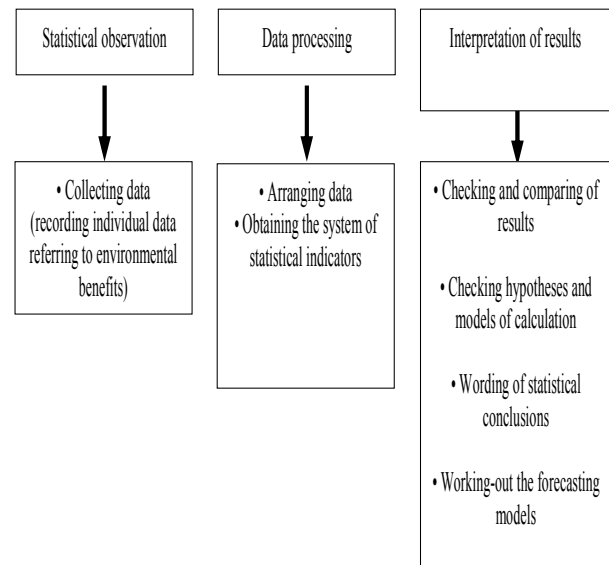 Statistical observation
Data processing
Interpretation of results
• Collecting data
(recording individual data
referring to environmental
benefits)
• Arranging data
• Obtaining the system of
statistical indicators
• Checking and comparing of
results
• Checking hypotheses and
models of calculation
• Wording of statistical
conclusions
• Working-out the forecasting
models